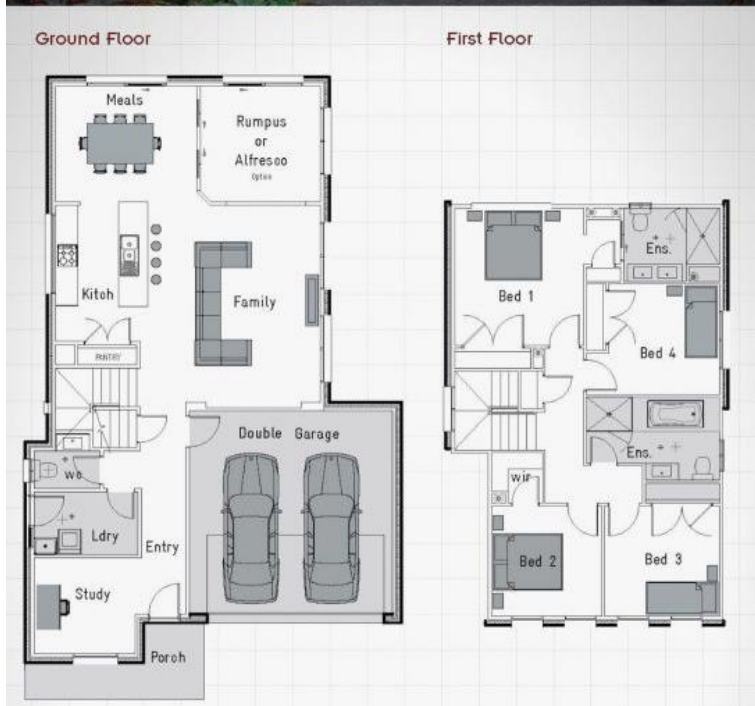 Ground Floor
First Floor
Meals
Rumpus
or
Alfresco
Option
Kitch
Family
PANTRY
Double Garage
wc
Ldry
Entry
Study
Porch
Ens.
Bed 1
Bed 4
Ens.
wir
Bed 2
Bed 3